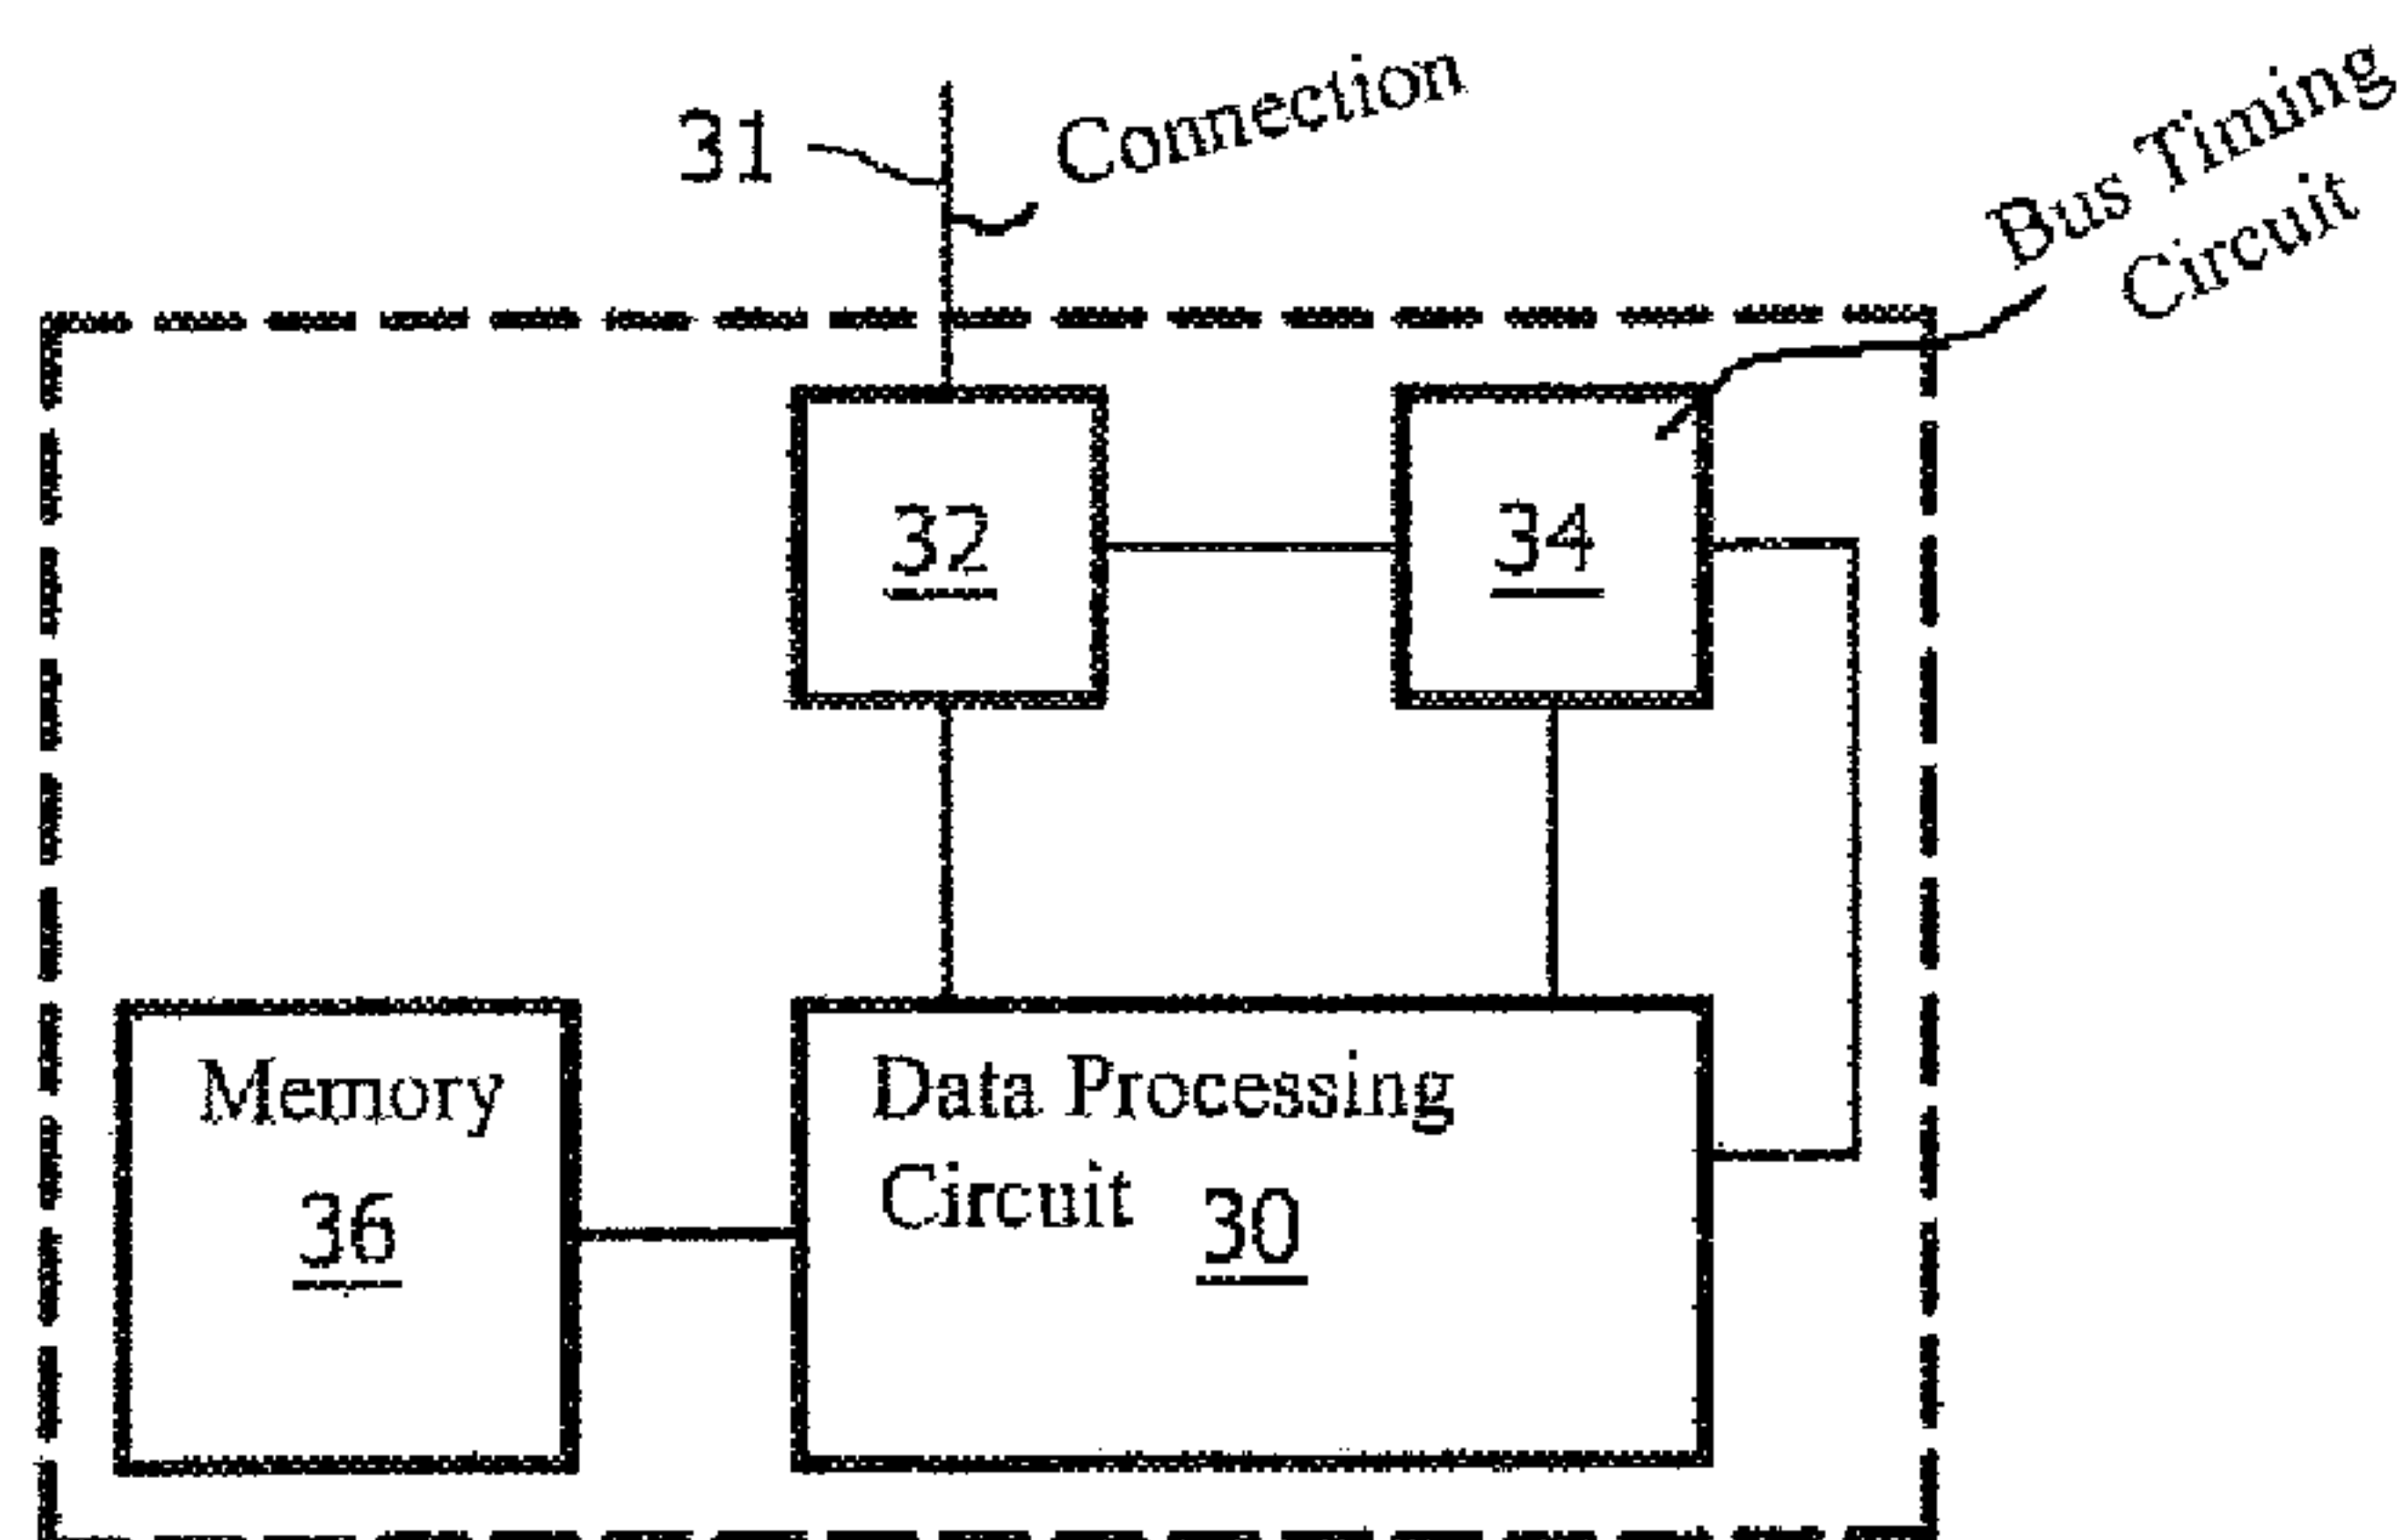 31
Connection
Bus Timing
Circuit
32
34
Memory
36
Data Processing
Circuit 30